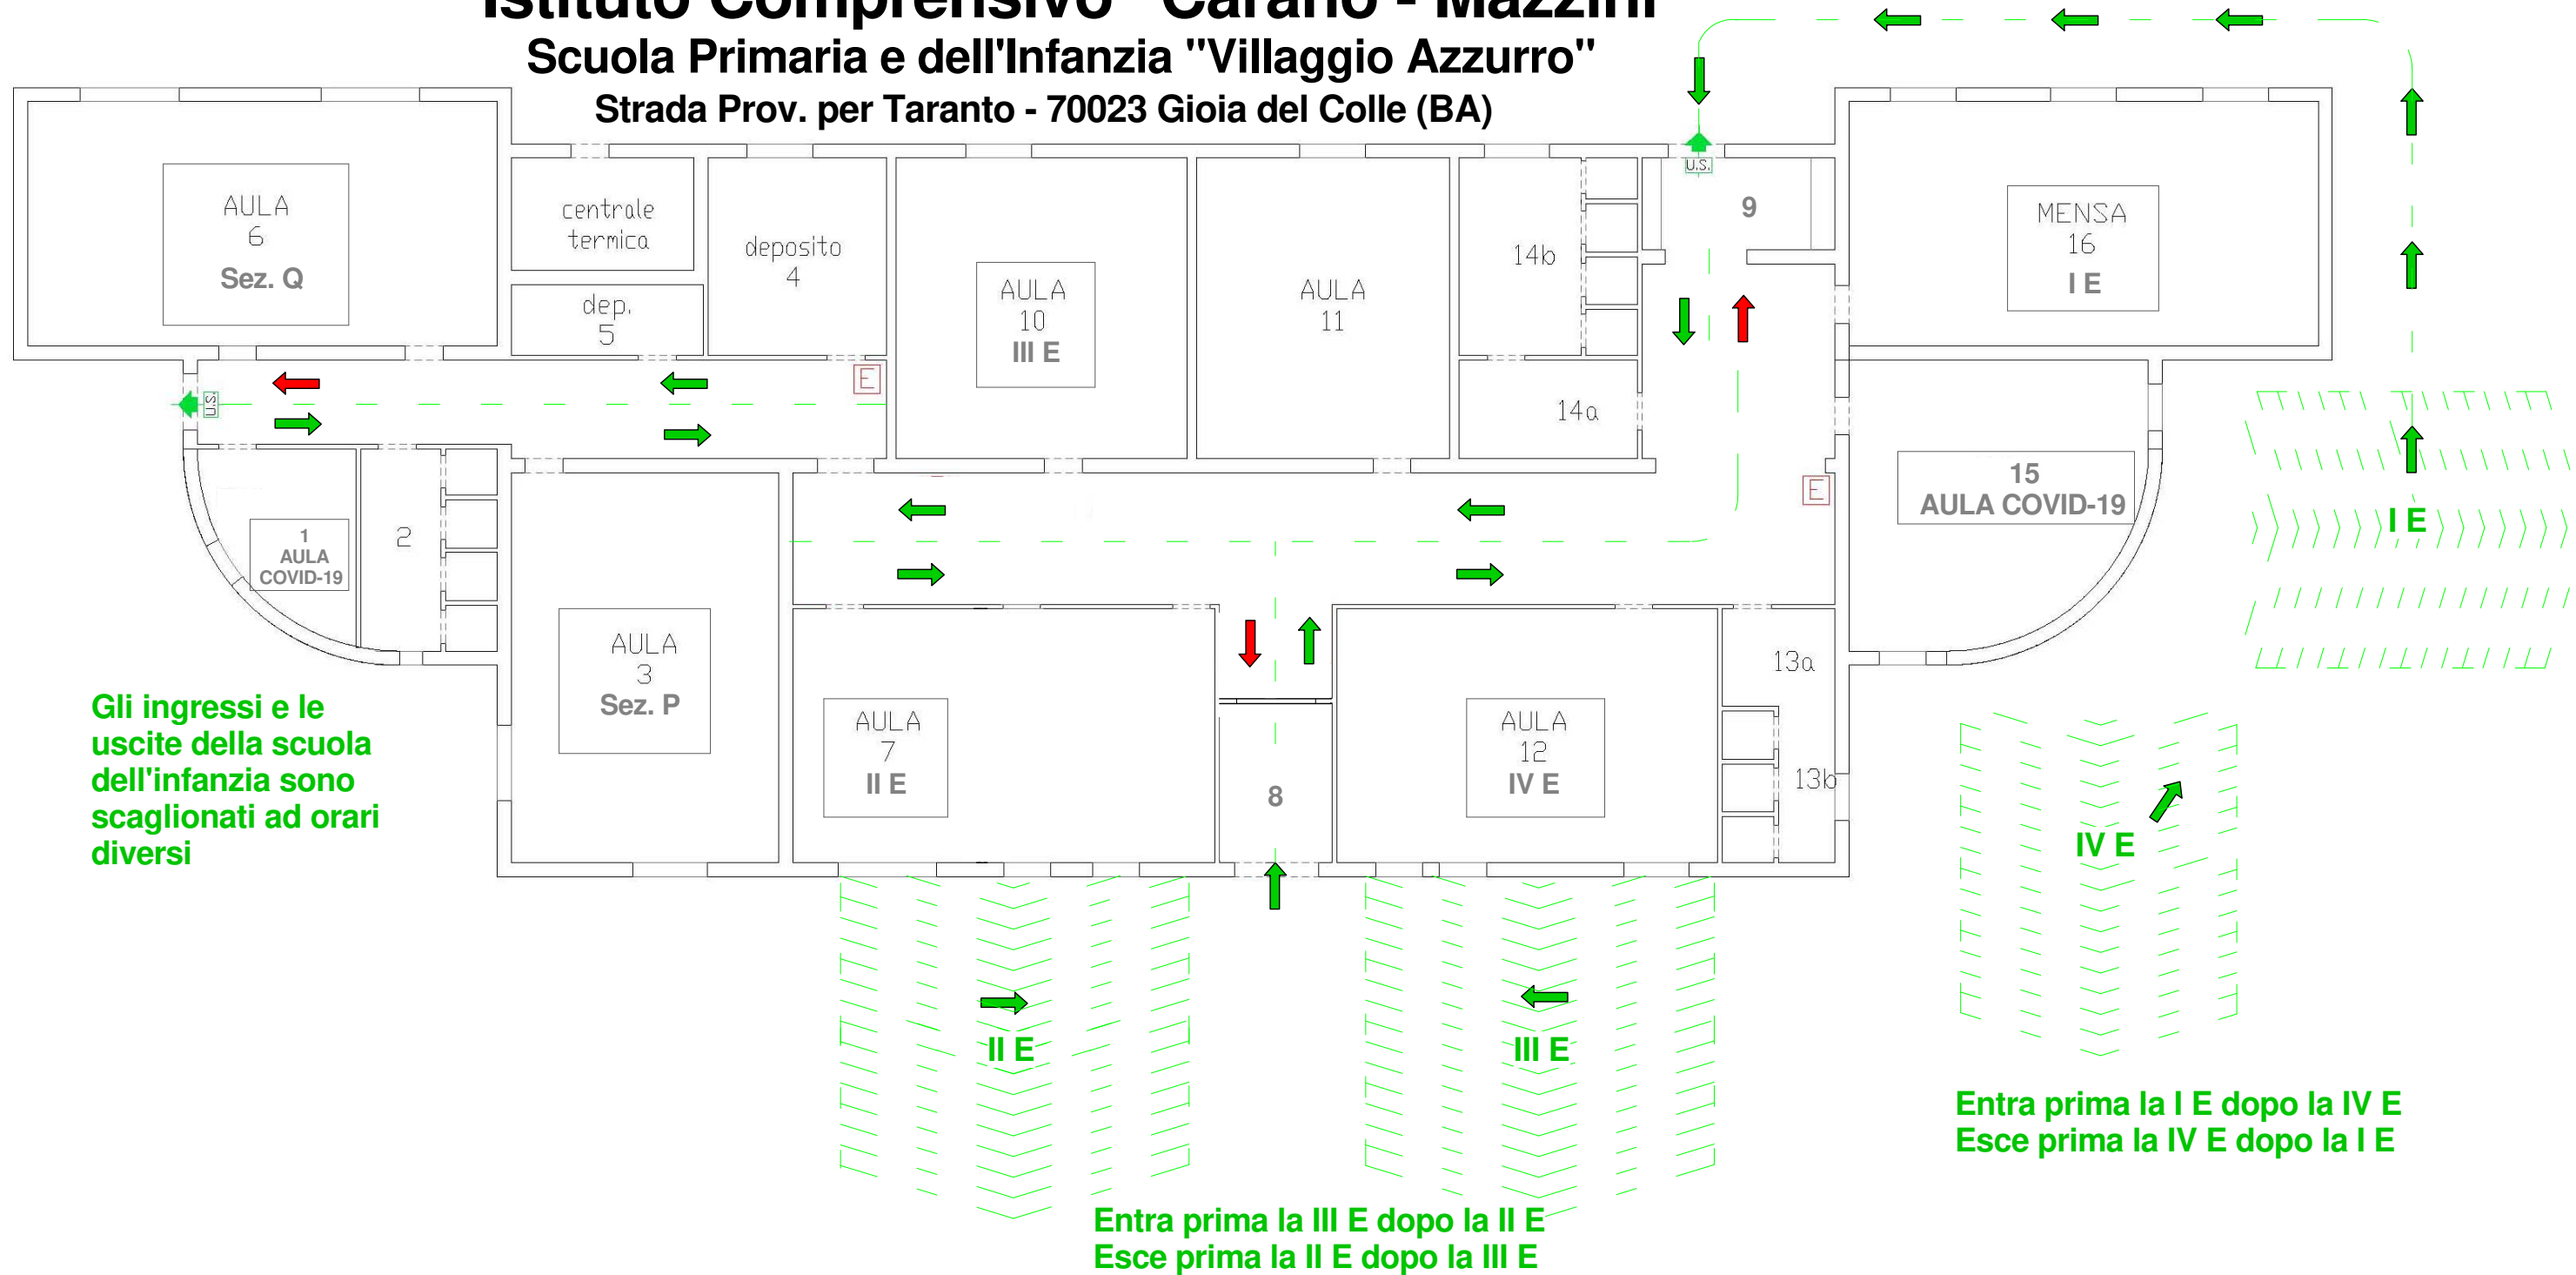 Istituto Comprensivo "Carano - Mazzini"
Scuola Primaria e dell'Infanzia "Villaggio Azzurro"
Strada Prov. per Taranto - 70023 Gioia del Colle (BA)
AULA
6
Sez. Q
centrale
termica
dep.
5
deposito
4
AULA
10
III E
AULA
11
14b
14a
U.S.
9
MENSA
16
I E
U.S.
E
E
1
AULA
COVID-19
2
AULA
3
Sez. P
AULA
7
II E
8
AULA
12
IV E
13a
13b
15
AULA COVID-19
I E
IV E
II E
III E
Gli ingressi e le
uscite della scuola
dell'infanzia sono
scaglionati ad orari
diversi
Entra prima la I E dopo la IV E
Esce prima la IV E dopo la I E
Entra prima la III E dopo la II E
Esce prima la II E dopo la III E